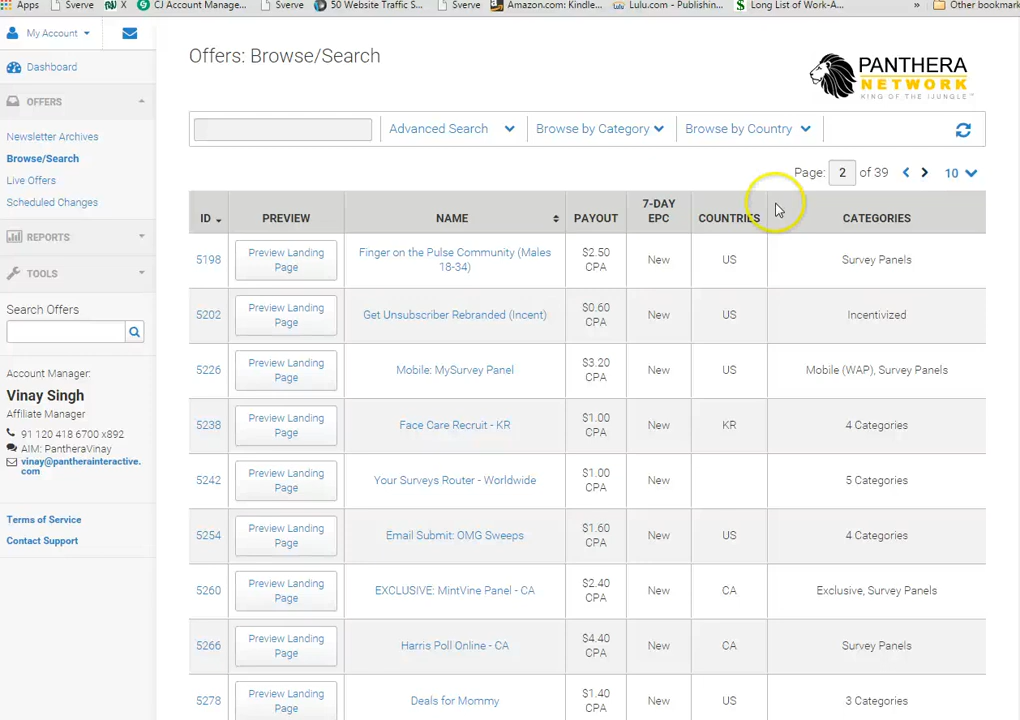 Apps Sverve X CJ Account Manage... Sverve 50 Website Traffic S... Sverve Amazon.com: Kindle... Lulu.com - Publishin... $ Long List of Work-A... » Other bookmark
My Account
Dashboard
OFFERS
Newsletter Archives
Browse/Search
Live Offers
Scheduled Changes
REPORTS
TOOLS
Search Offers
Account Manager:
Vinay Singh
Affiliate Manager
91 120 418 6700 x892
AIM: PantheraVinay
vinay@pantherainteractive.
com
Terms of Service
Contact Support
Offers: Browse/Search
PANTHERA
NETWORK
KING OF THE iJUNGLE
Advanced Search Browse by Category Browse by Country
Page: 2 of 39 < > 10
ID PREVIEW NAME PAYOUT 7-DAY EPC COUNTRIES CATEGORIES
5198 Preview Landing Page Finger on the Pulse Community (Males 18-34) $2.50 CPA New US Survey Panels
5202 Preview Landing Page Get Unsubscriber Rebranded (Incent) $0.60 CPA New US Incentivized
5226 Preview Landing Page Mobile: MySurvey Panel $3.20 CPA New US Mobile (WAP), Survey Panels
5238 Preview Landing Page Face Care Recruit - KR $1.00 CPA New KR 4 Categories
5242 Preview Landing Page Your Surveys Router - Worldwide $1.00 CPA New 5 Categories
5254 Preview Landing Page Email Submit: OMG Sweeps $1.60 CPA New US 4 Categories
5260 Preview Landing Page EXCLUSIVE: MintVine Panel - CA $2.40 CPA New CA Exclusive, Survey Panels
5266 Preview Landing Page Harris Poll Online - CA $4.40 CPA New CA Survey Panels
5278 Preview Landing Page Deals for Mommy $1.40 CPA New US 3 Categories